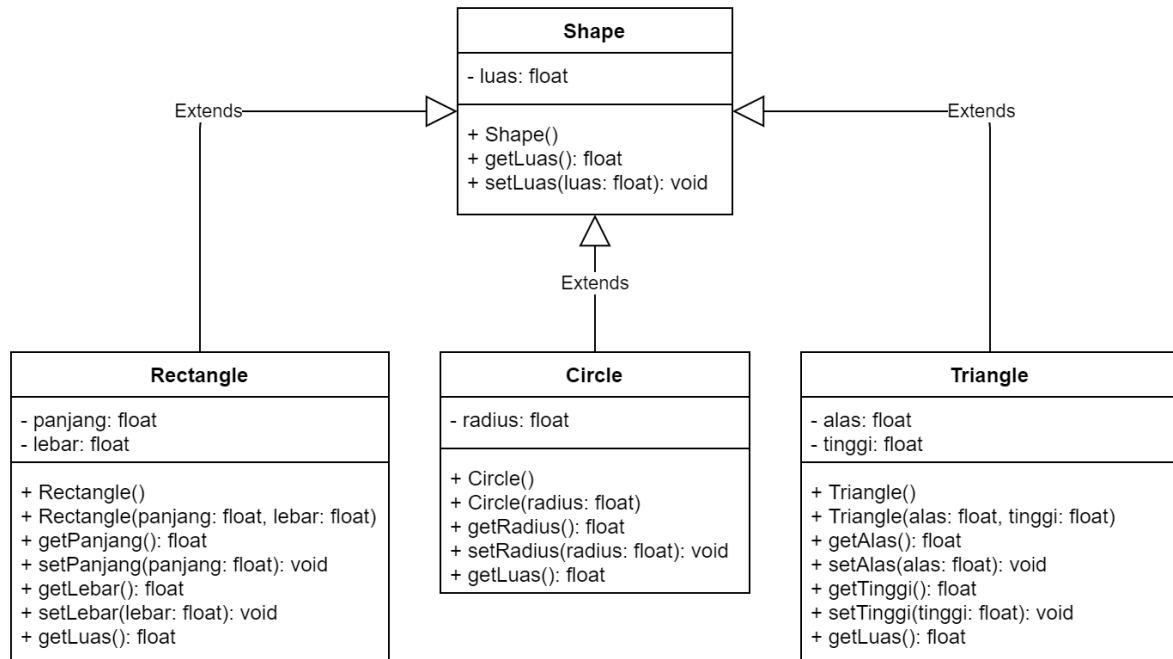 Shape
- luas: float
+ Shape()
+ getLuas(): float
+ setLuas(luas: float): void
Extends
Extends
Extends
Rectangle
- panjang: float
- lebar: float
+ Rectangle()
+ Rectangle(panjang: float, lebar: float)
+ getPanjang(): float
+ setPanjang(panjang: float): void
+ getLebar(): float
+ setLebar(lebar: float): void
+ getLuas(): float
Circle
- radius: float
+ Circle()
+ Circle(radius: float)
+ getRadius(): float
+ setRadius(radius: float): void
+ getLuas(): float
Triangle
- alas: float
- tinggi: float
+ Triangle()
+ Triangle(alas: float, tinggi: float)
+ getAlas(): float
+ setAlas(alas: float): void
+ getTinggi(): float
+ setTinggi(tinggi: float): void
+ getLuas(): float